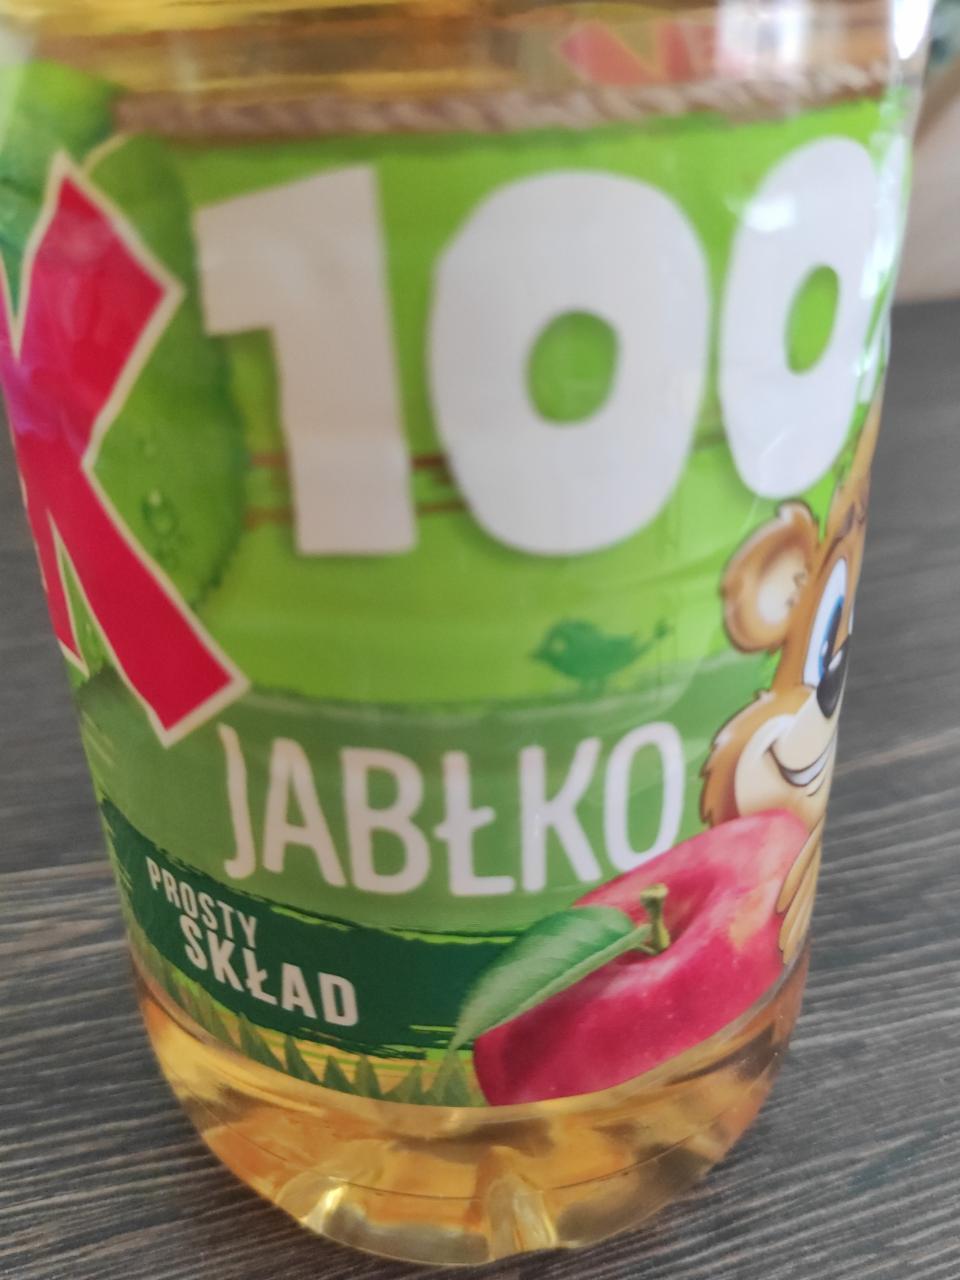 K
100
JABŁKO
PROSTY
SKŁAD